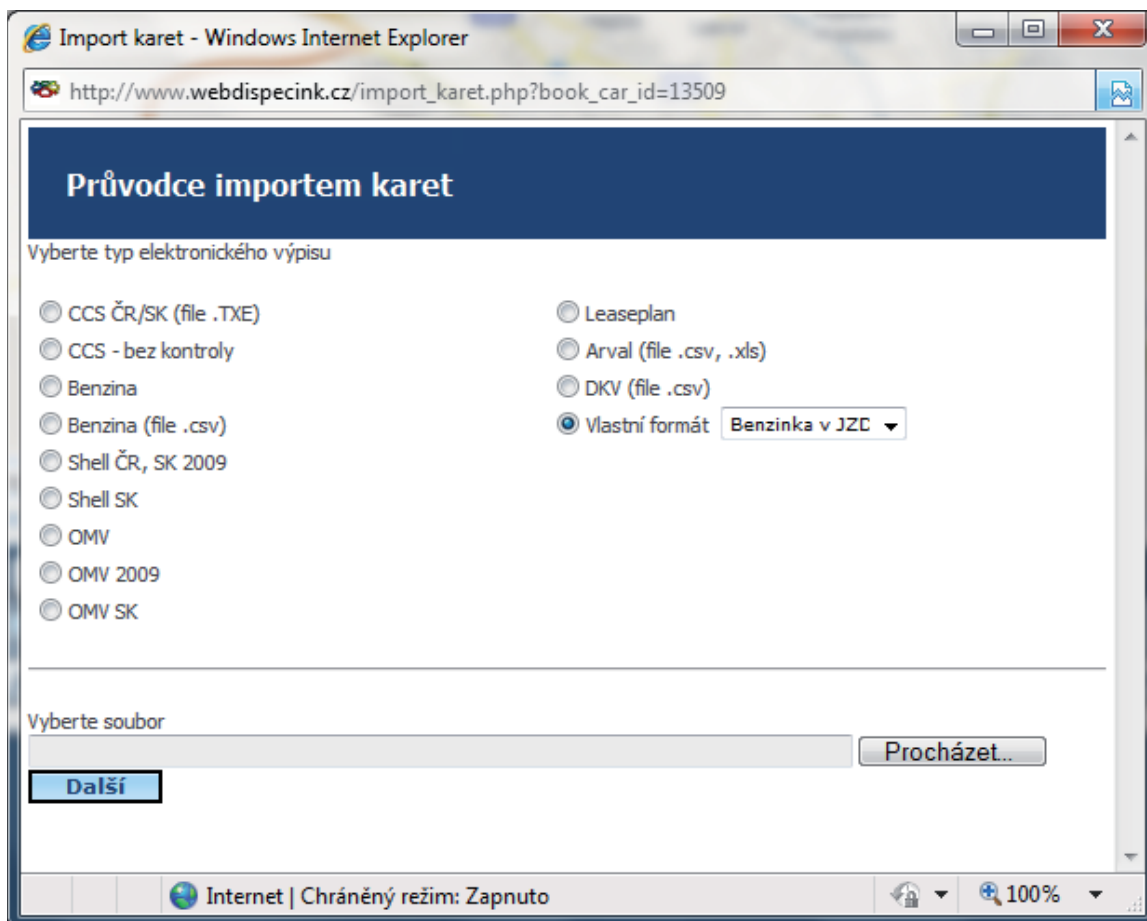 Import karet - Windows Internet Explorer
http://www.webdispecink.cz/import_karet.php?book_car_id=13509
Průvodce importem karet
Vyberte typ elektronického výpisu
CCS ČR/SK (file .TXE)
CCS - bez kontroly
Benzina
Benzina (file .csv)
Shell ČR, SK 2009
Shell SK
OMV
OMV 2009
OMV SK
Leaseplan
Arval (file .csv, .xls)
DKV (file .csv)
Vlastní formát Benzinka v JZD
Vyberte soubor
Procházet...
Další
Internet | Chráněný režim: Zapnuto
100%